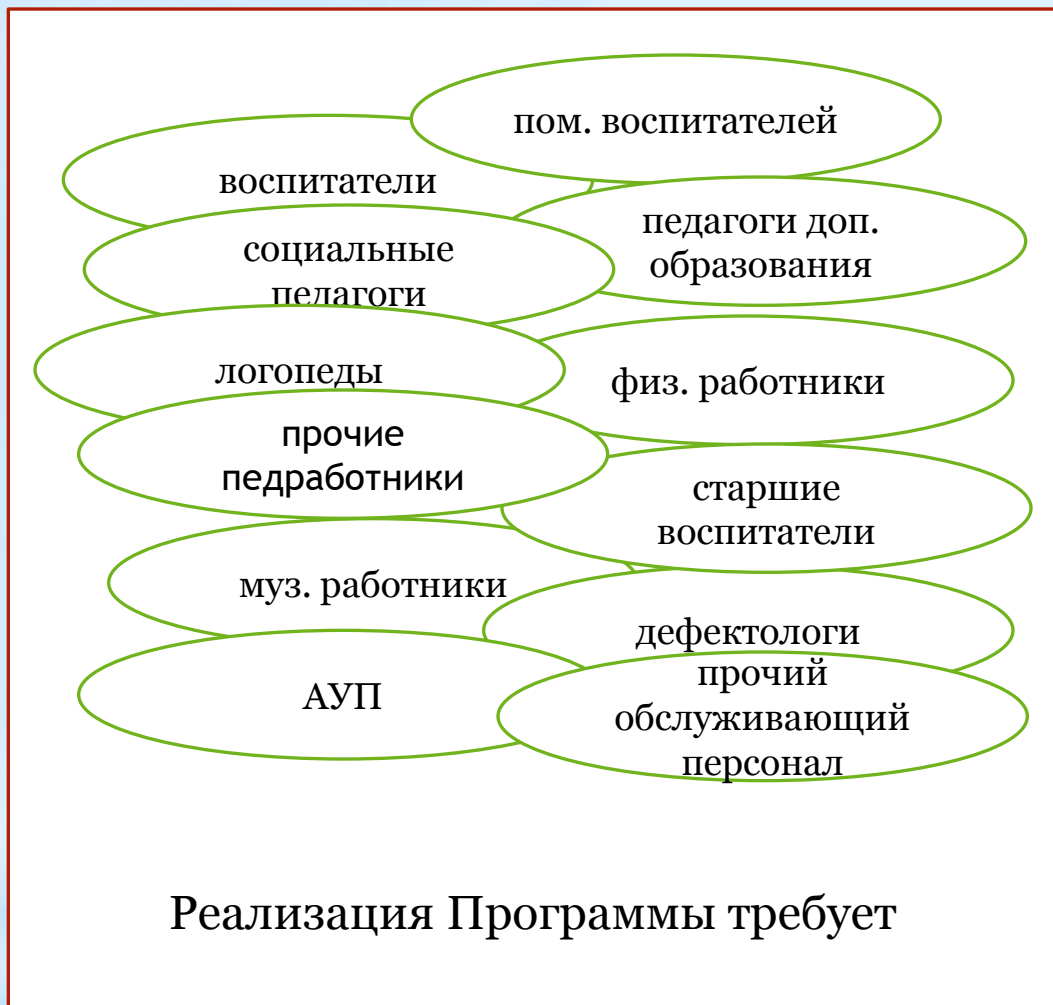 пом. воспитателей
воспитатели
педагоги доп.
образования
социальные
педагоги
логопеды
физ. работники
прочие
педработники
старшие
воспитатели
муз. работники
дефектологи
АУП
прочий
обслуживающий
персонал
Реализация Программы требует